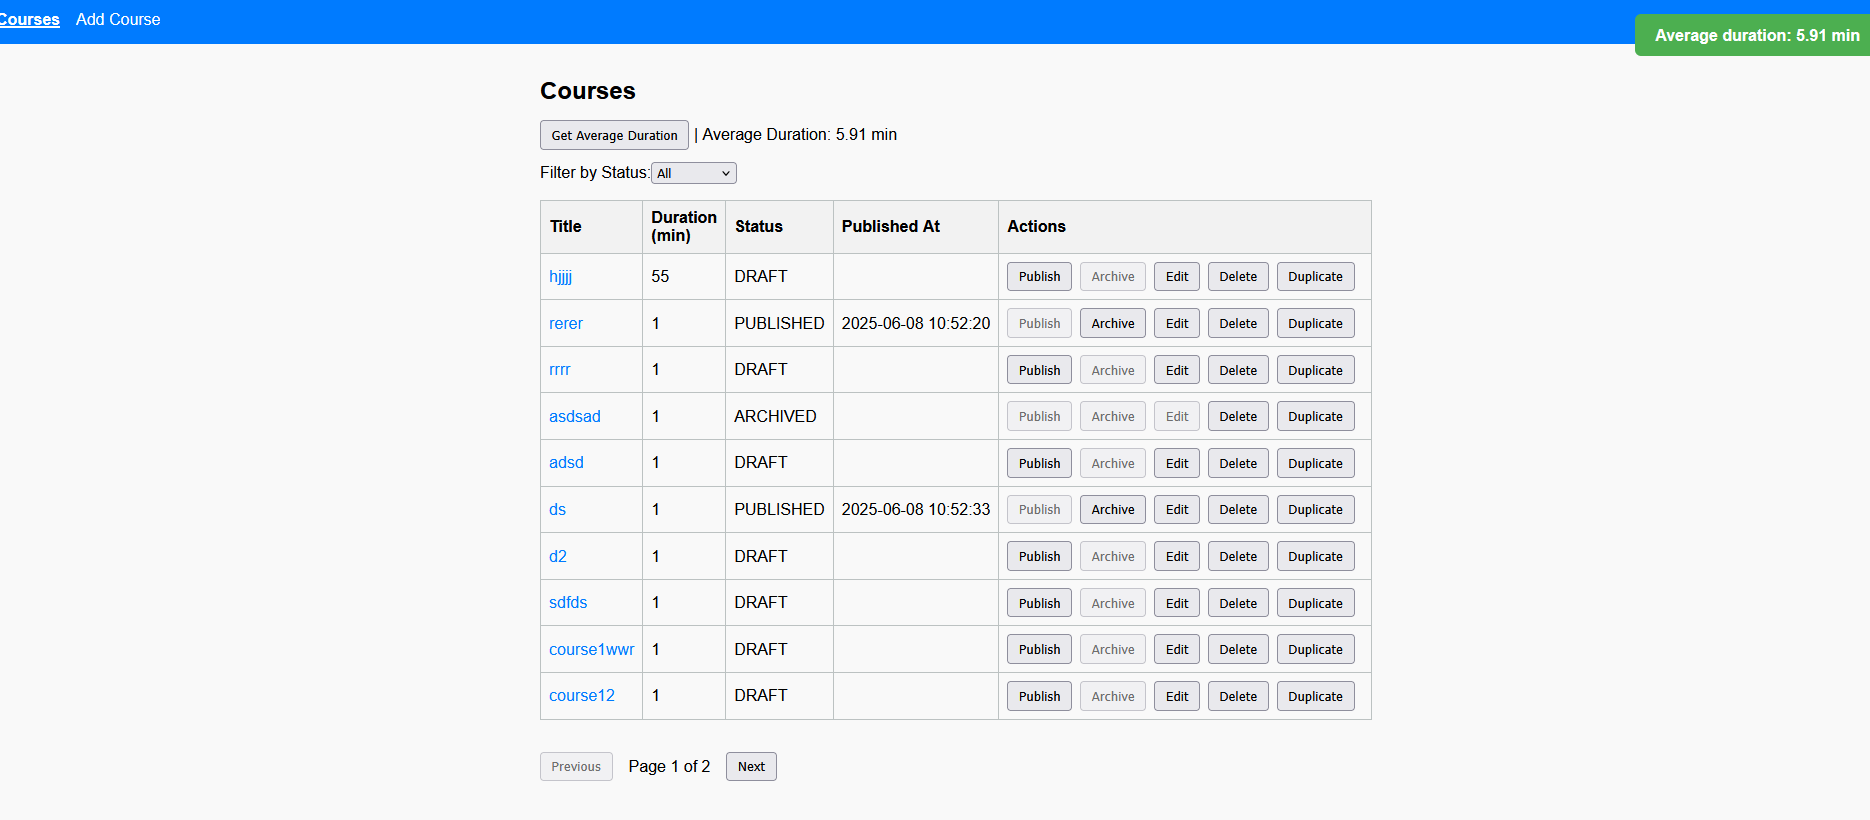 Courses Add Course
Average duration: 5.91 min
Courses
Get Average Duration | Average Duration: 5.91 min
Filter by Status: All
Title Duration (min) Status Published At Actions
hjjjj 55 DRAFT Publish Archive Edit Delete Duplicate
rerer 1 PUBLISHED 2025-06-08 10:52:20 Publish Archive Edit Delete Duplicate
rrrr 1 DRAFT Publish Archive Edit Delete Duplicate
asdsad 1 ARCHIVED Publish Archive Edit Delete Duplicate
adsd 1 DRAFT Publish Archive Edit Delete Duplicate
ds 1 PUBLISHED 2025-06-08 10:52:33 Publish Archive Edit Delete Duplicate
d2 1 DRAFT Publish Archive Edit Delete Duplicate
sdfds 1 DRAFT Publish Archive Edit Delete Duplicate
course1wwr 1 DRAFT Publish Archive Edit Delete Duplicate
course12 1 DRAFT Publish Archive Edit Delete Duplicate
Previous Page 1 of 2 Next